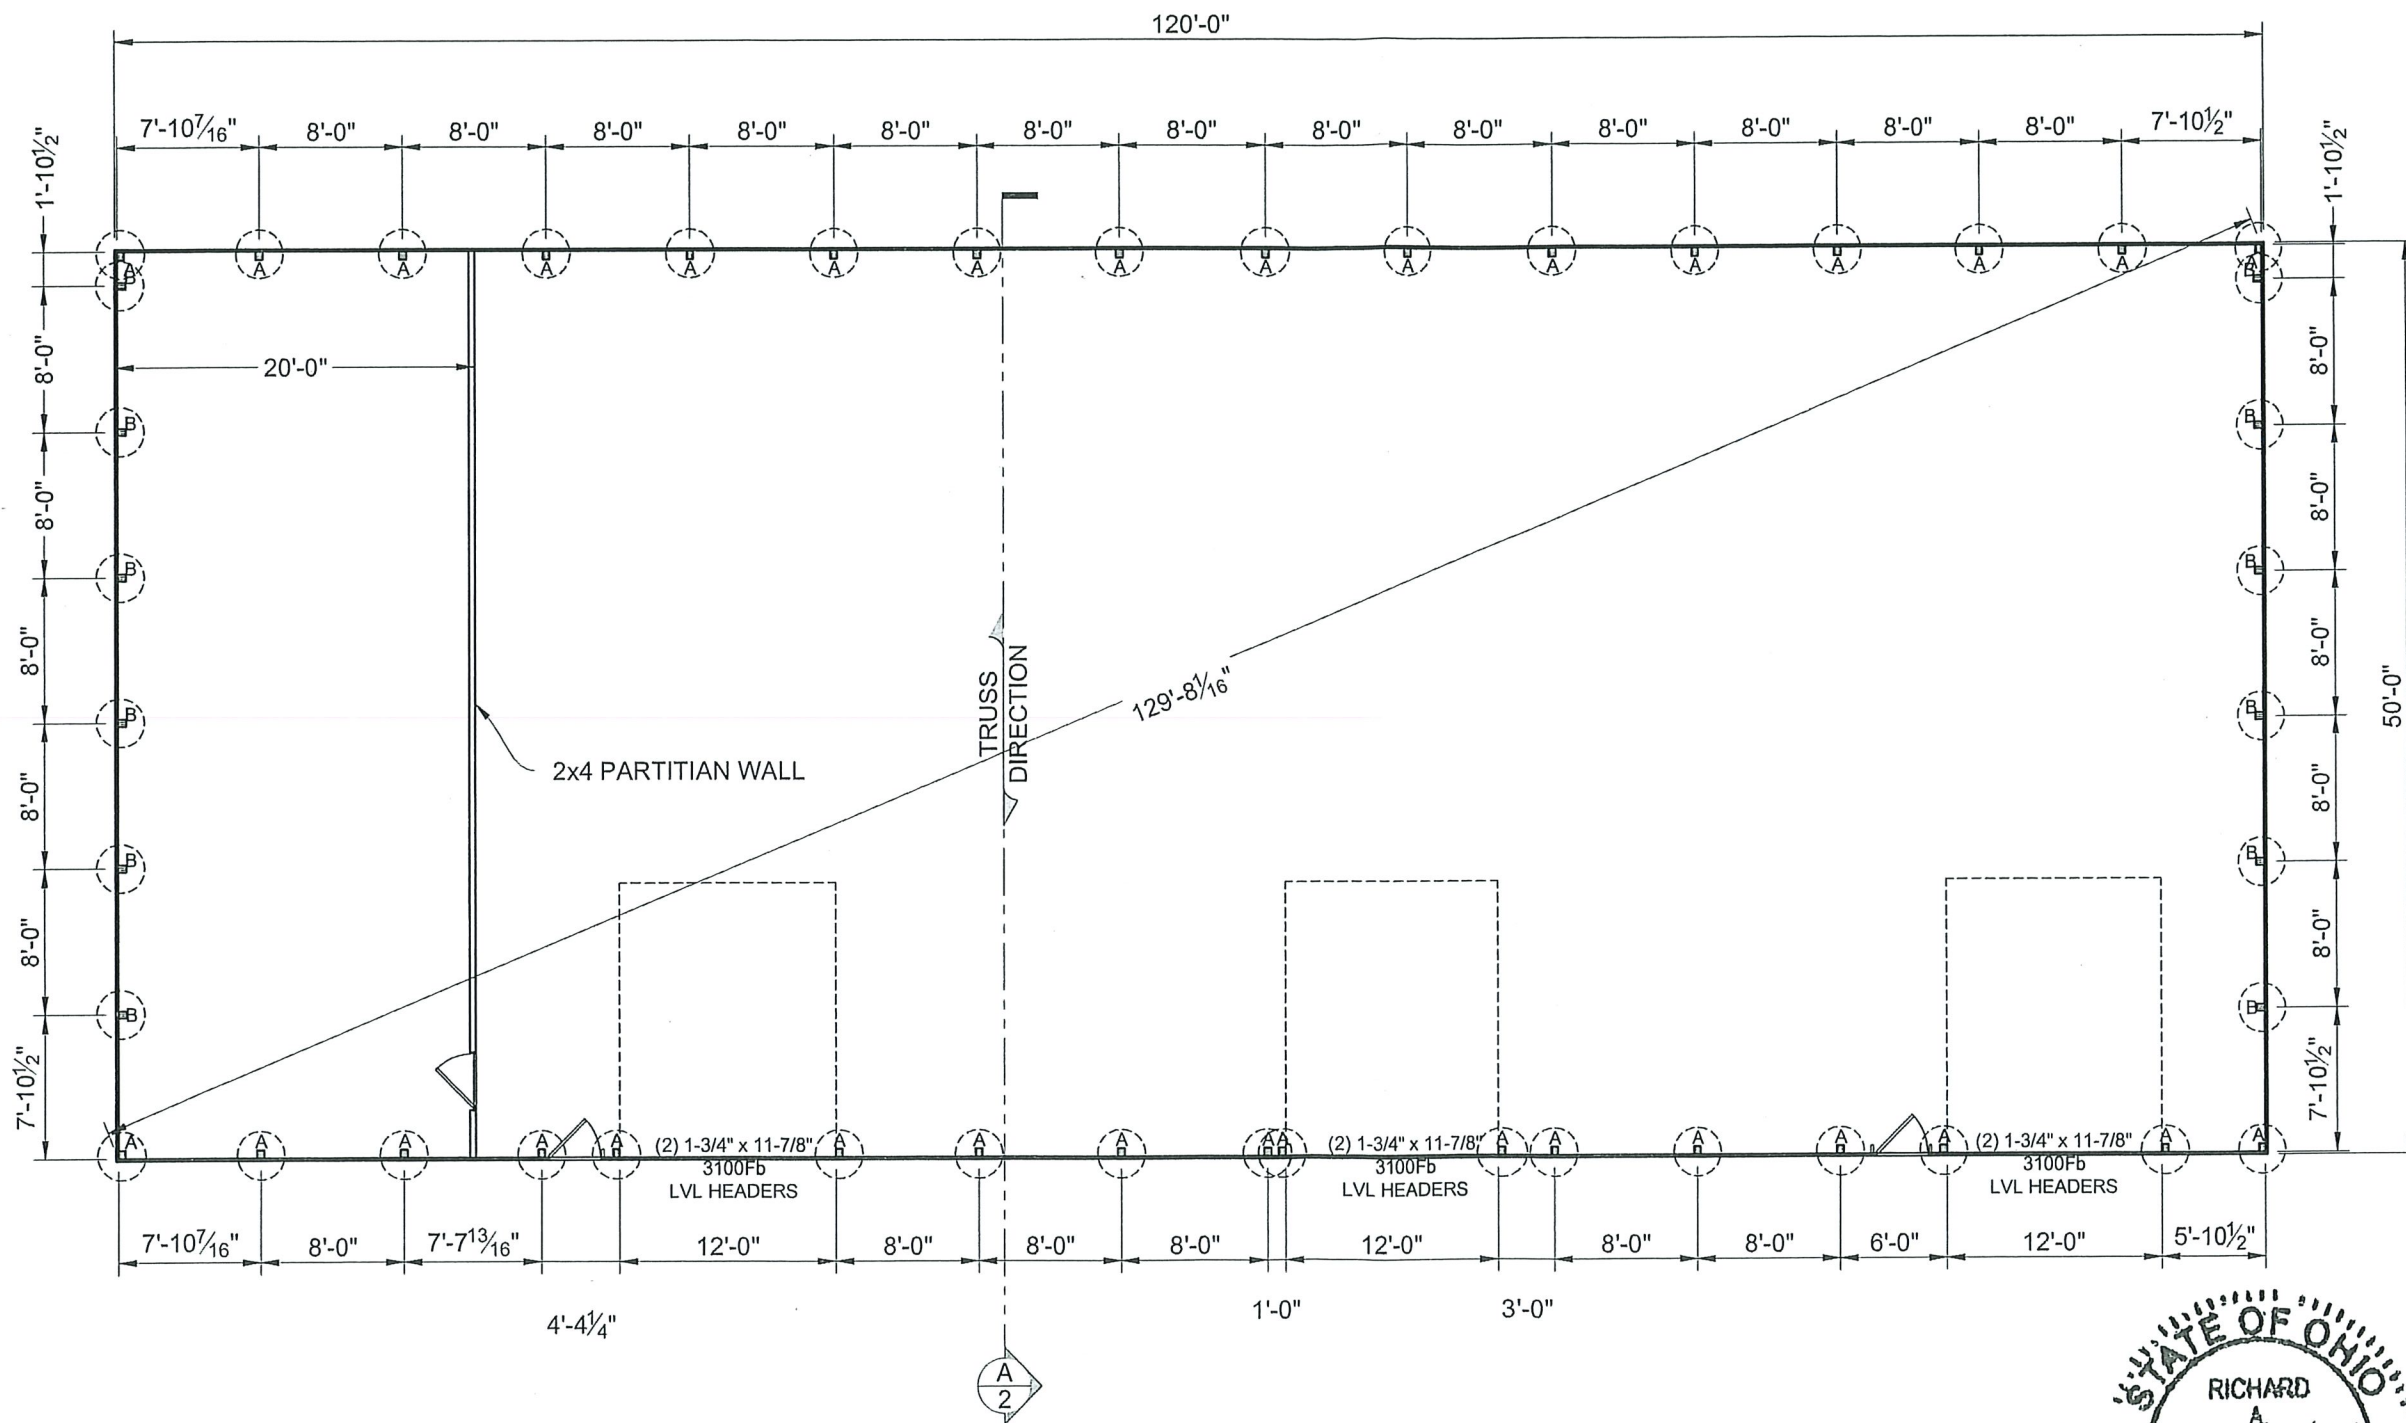 120'-0"
7'-10 7/16" 8'-0" 8'-0" 8'-0" 8'-0" 8'-0" 8'-0" 8'-0" 8'-0" 8'-0" 8'-0" 8'-0" 8'-0" 8'-0" 7'-10 1/2"
1'-10 1/2"
8'-0"
8'-0"
8'-0"
8'-0"
8'-0"
7'-10 1/2"
A A A A A A A A A A A A A A A A
B
B
B
B
B
B
20'-0"
2x4 PARTITIAN WALL
TRUSS
DIRECTION
129'-8 1/16"
B
B
B
B
B
B
1'-10 1/2"
8'-0"
8'-0"
8'-0"
8'-0"
8'-0"
7'-10 1/2"
50'-0"
A A A A A A A A A A A A A A A A A A
(2) 1-3/4" x 11-7/8"
3100Fb
LVL HEADERS
(2) 1-3/4" x 11-7/8"
3100Fb
LVL HEADERS
(2) 1-3/4" x 11-7/8"
3100Fb
LVL HEADERS
7'-10 7/16" 8'-0" 7'-7 13/16" 12'-0" 8'-0" 8'-0" 8'-0" 12'-0" 8'-0" 8'-0" 6'-0" 12'-0" 5'-10 1/2"
4'-4 1/4" 1'-0" 3'-0"
A
2
STATE OF OHIO
RICHARD
A.